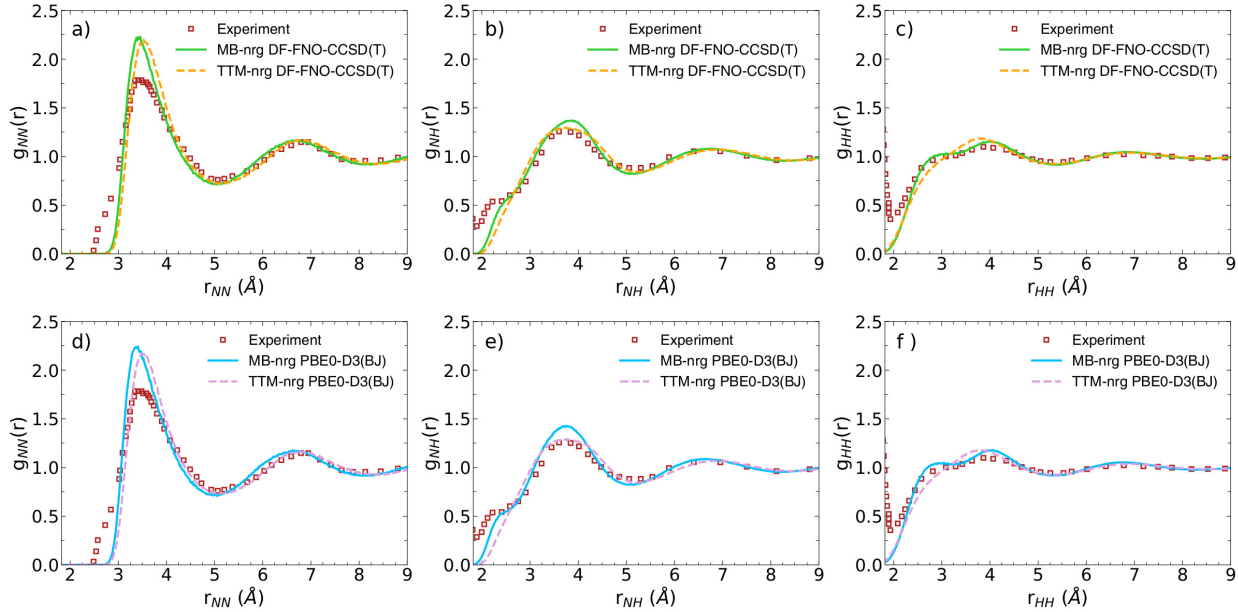 a)
Experiment
MB-nrg DF-FNO-CCSD(T)
TTM-nrg DF-FNO-CCSD(T)
g_NN(r)
2.5
2.0
1.5
1.0
0.5
0.0
2 3 4 5 6 7 8 9
r_NN (Å)
b)
Experiment
MB-nrg DF-FNO-CCSD(T)
TTM-nrg DF-FNO-CCSD(T)
g_NH(r)
2.5
2.0
1.5
1.0
0.5
0.0
2 3 4 5 6 7 8 9
r_NH (Å)
c)
Experiment
MB-nrg DF-FNO-CCSD(T)
TTM-nrg DF-FNO-CCSD(T)
g_HH(r)
2.5
2.0
1.5
1.0
0.5
0.0
2 3 4 5 6 7 8 9
r_HH (Å)
d)
Experiment
MB-nrg PBE0-D3(BJ)
TTM-nrg PBE0-D3(BJ)
g_NN(r)
2.5
2.0
1.5
1.0
0.5
0.0
2 3 4 5 6 7 8 9
r_NN (Å)
e)
Experiment
MB-nrg PBE0-D3(BJ)
TTM-nrg PBE0-D3(BJ)
g_NH(r)
2.5
2.0
1.5
1.0
0.5
0.0
2 3 4 5 6 7 8 9
r_NH (Å)
f)
Experiment
MB-nrg PBE0-D3(BJ)
TTM-nrg PBE0-D3(BJ)
g_HH(r)
2.5
2.0
1.5
1.0
0.5
0.0
2 3 4 5 6 7 8 9
r_HH (Å)